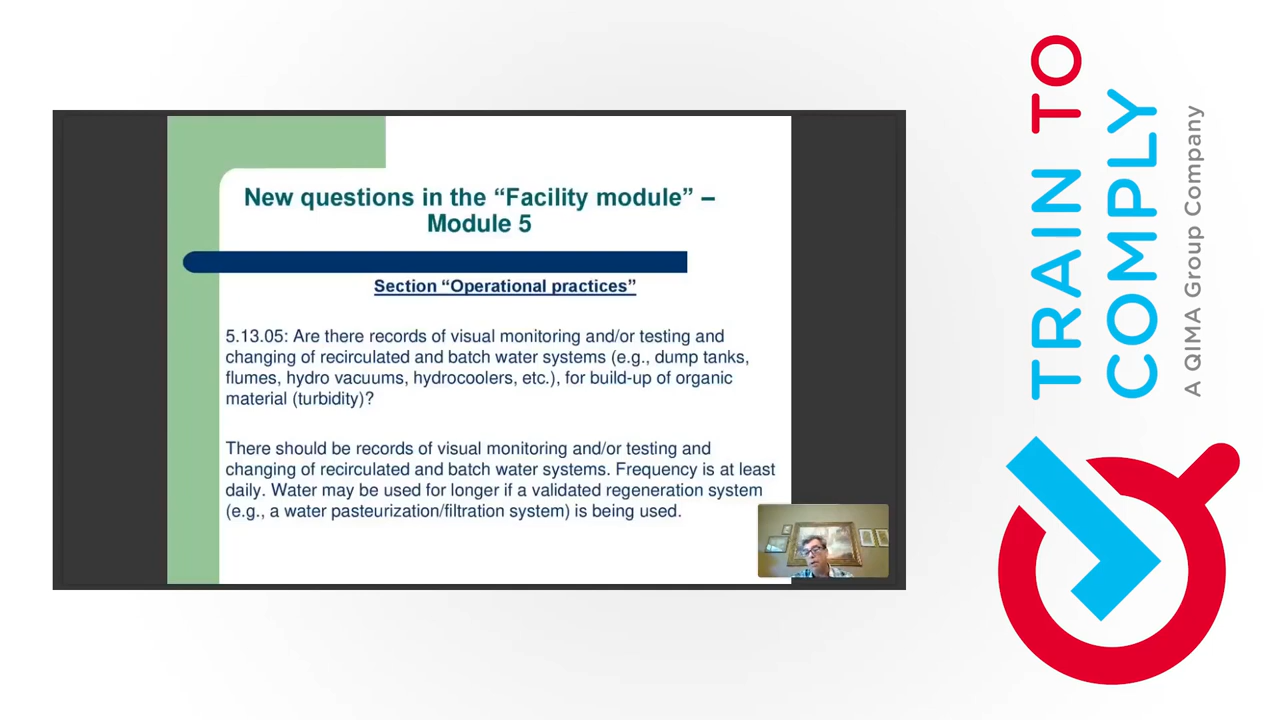 New questions in the “Facility module” –
Module 5
Section “Operational practices”
5.13.05: Are there records of visual monitoring and/or testing and
changing of recirculated and batch water systems (e.g., dump tanks,
flumes, hydro vacuums, hydrocoolers, etc.), for build-up of organic
material (turbidity)?
There should be records of visual monitoring and/or testing and
changing of recirculated and batch water systems. Frequency is at least
daily. Water may be used for longer if a validated regeneration system
(e.g., a water pasteurization/filtration system) is being used.
TRAIN TO
COMPLY
A QIMA Group Company